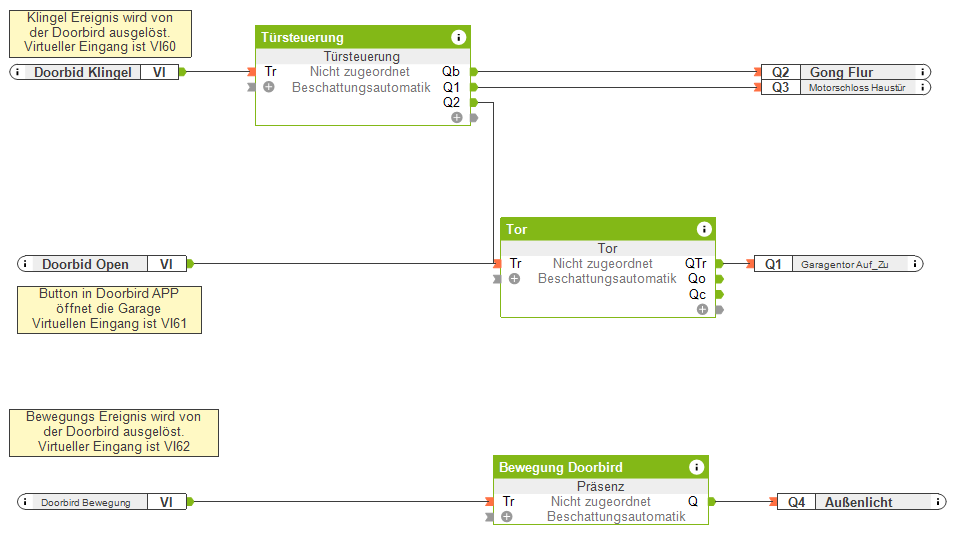 Klingel Ereignis wird von
der Doorbird ausgelöst.
Virtueller Eingang ist VI60
Doorbid Klingel VI
Türsteuerung
Türsteuerung
Tr Nicht zugeordnet Qb
Beschattungsautomatik Q1
Q2
Q2 Gong Flur
Q3 Motorschloss Haustür
Doorbid Open VI
Button in Doorbird APP
öffnet die Garage
Virtuellen Eingang ist VI61
Tor
Tor
Tr Nicht zugeordnet QTr
Beschattungsautomatik Qo
Qc
Q1 Garagentor Auf_Zu
Bewegungs Ereignis wird von
der Doorbird ausgelöst.
Virtueller Eingang ist VI62
Doorbird Bewegung VI
Bewegung Doorbird
Präsenz
Tr Nicht zugeordnet Q
Beschattungsautomatik
Q4 Außenlicht